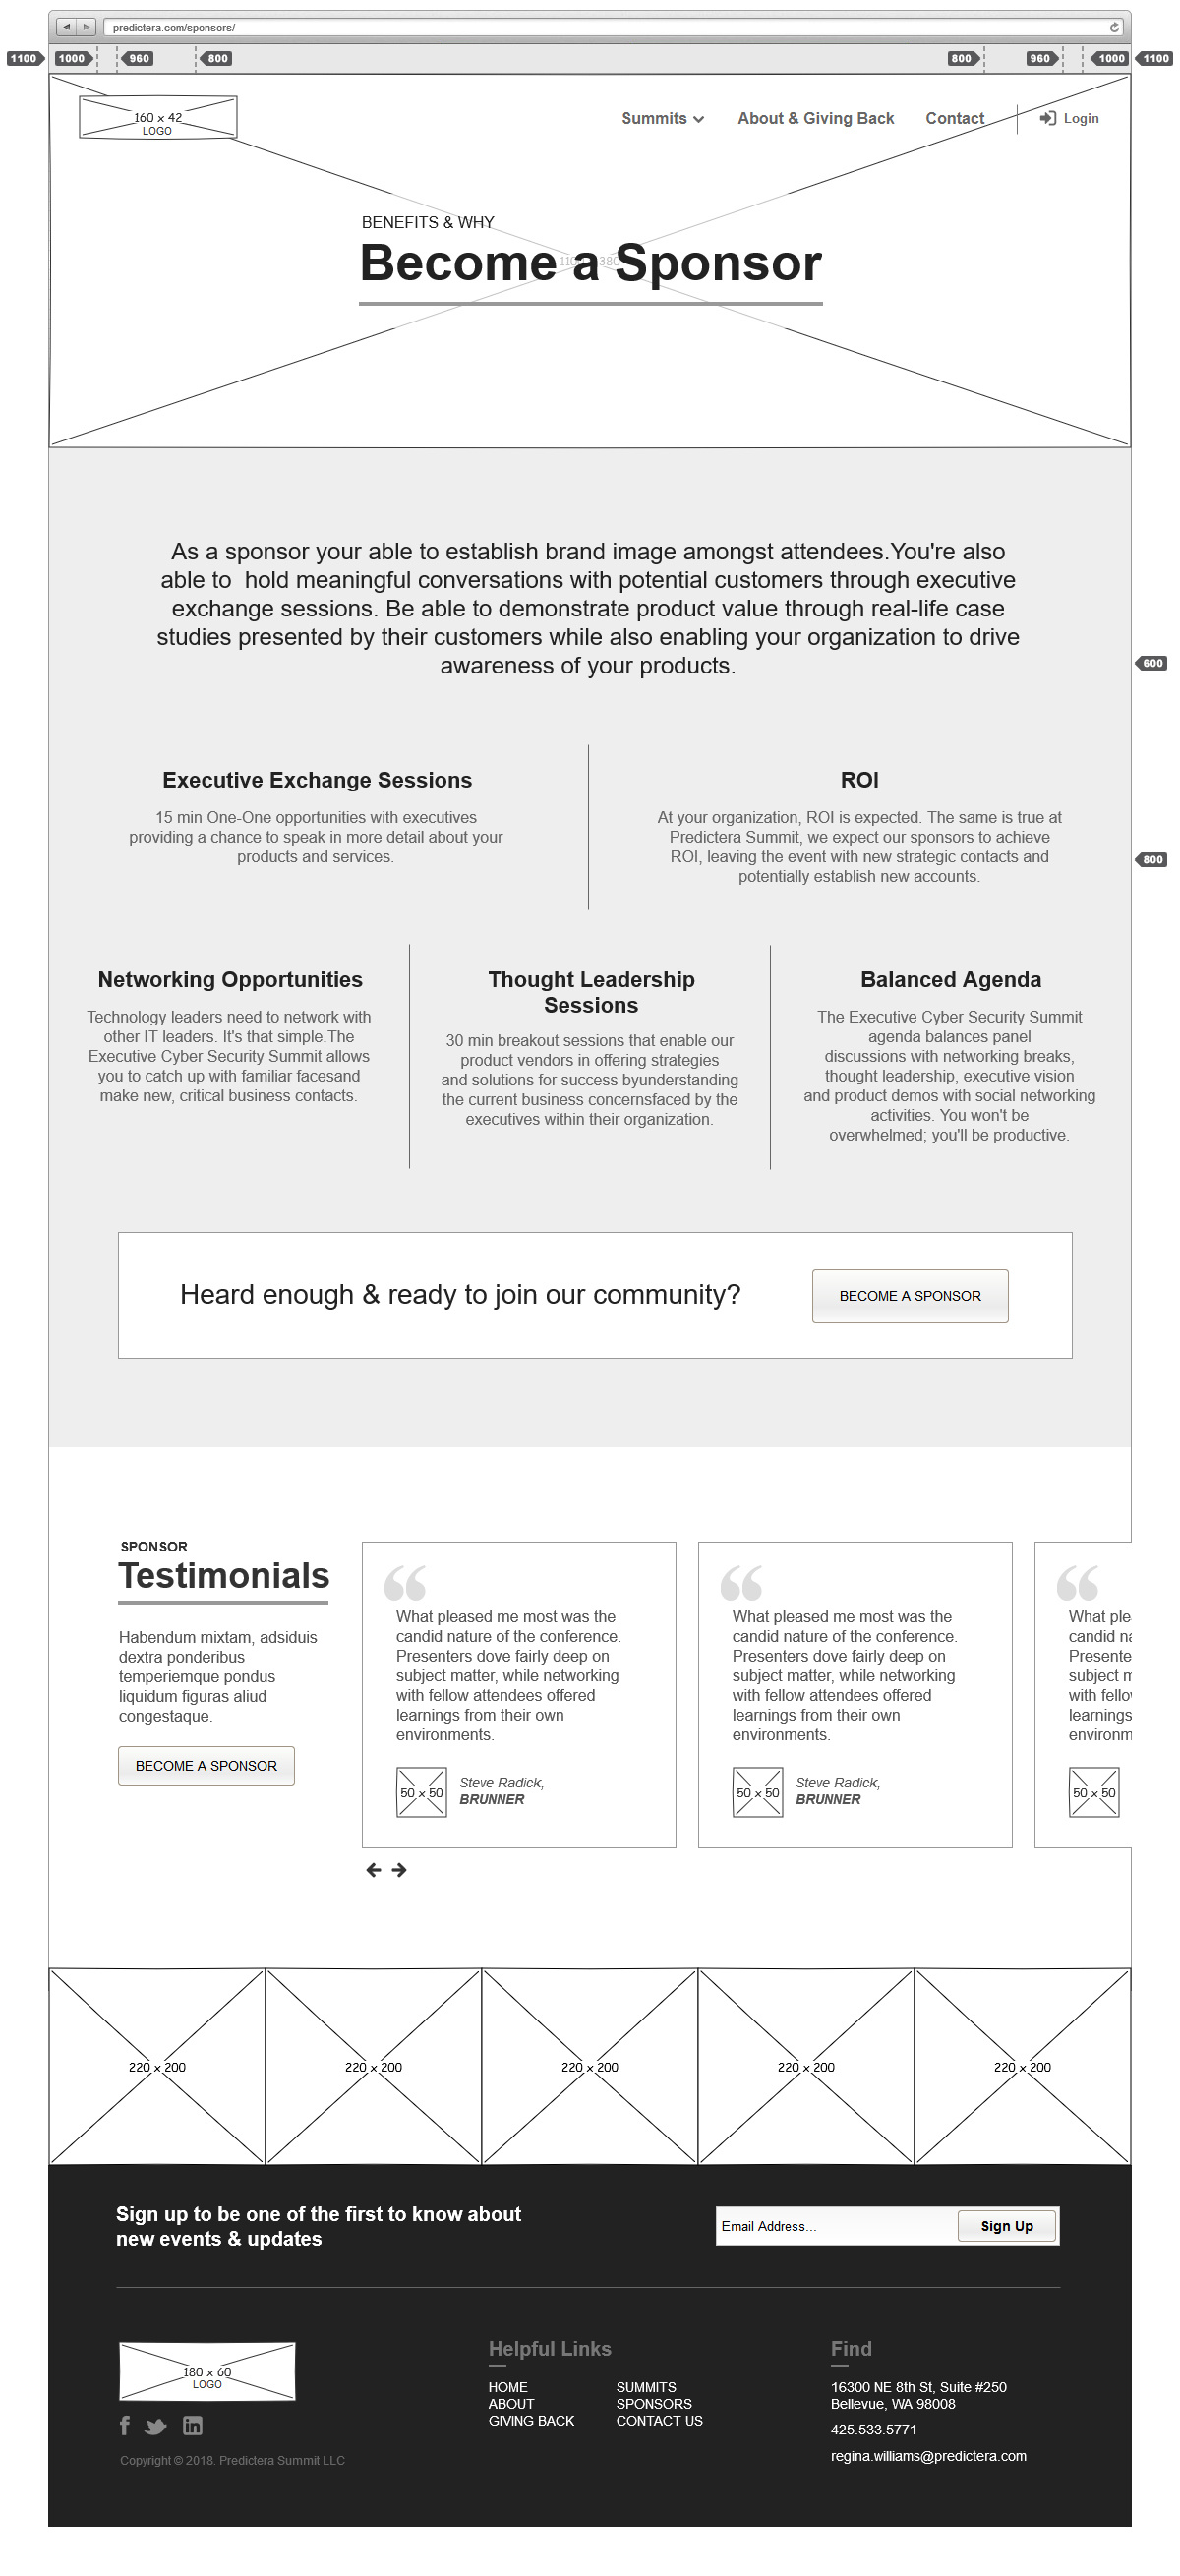 predictera.com/sponsors/
1100 1000 960 800 800 960 1000 1100
160 x 42
LOGO
Summits About & Giving Back Contact Login
BENEFITS & WHY
Become a Sponsor
As a sponsor your able to establish brand image amongst attendees.You're also
able to hold meaningful conversations with potential customers through executive
exchange sessions. Be able to demonstrate product value through real-life case
studies presented by their customers while also enabling your organization to drive
awareness of your products.
600
Executive Exchange Sessions
15 min One-One opportunities with executives
providing a chance to speak in more detail about your
products and services.
ROI
At your organization, ROI is expected. The same is true at
Predictera Summit, we expect our sponsors to achieve
ROI, leaving the event with new strategic contacts and
potentially establish new accounts.
800
Networking Opportunities
Technology leaders need to network with
other IT leaders. It's that simple.The
Executive Cyber Security Summit allows
you to catch up with familiar facesand
make new, critical business contacts.
Thought Leadership
Sessions
30 min breakout sessions that enable our
product vendors in offering strategies
and solutions for success byunderstanding
the current business concernsfaced by the
executives within their organization.
Balanced Agenda
The Executive Cyber Security Summit
agenda balances panel
discussions with networking breaks,
thought leadership, executive vision
and product demos with social networking
activities. You won't be
overwhelmed; you'll be productive.
Heard enough & ready to join our community?
BECOME A SPONSOR
SPONSOR
Testimonials
Habendum mixtam, adsiduis
dextra ponderibus
temperiemque pondus
liquidum figuras aliud
congestaque.
BECOME A SPONSOR
What pleased me most was the
candid nature of the conference.
Presenters dove fairly deep on
subject matter, while networking
with fellow attendees offered
learnings from their own
environments.
50 x 50
Steve Radick,
BRUNNER
What pleased me most was the
candid nature of the conference.
Presenters dove fairly deep on
subject matter, while networking
with fellow attendees offered
learnings from their own
environments.
50 x 50
Steve Radick,
BRUNNER
What ple
candid na
Presente
subject m
with fello
learnings
environm
50 x 50
220 x 200 220 x 200 220 x 200 220 x 200 220 x 200
Sign up to be one of the first to know about
new events & updates
Email Address...
Sign Up
180 x 60
LOGO
Copyright © 2018. Predictera Summit LLC
Helpful Links
HOME
ABOUT
GIVING BACK
SUMMITS
SPONSORS
CONTACT US
Find
16300 NE 8th St, Suite #250
Bellevue, WA 98008
425.533.5771
regina.williams@predictera.com